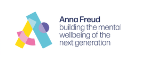 Anna Freud
building the mental
wellbeing of the
next generation